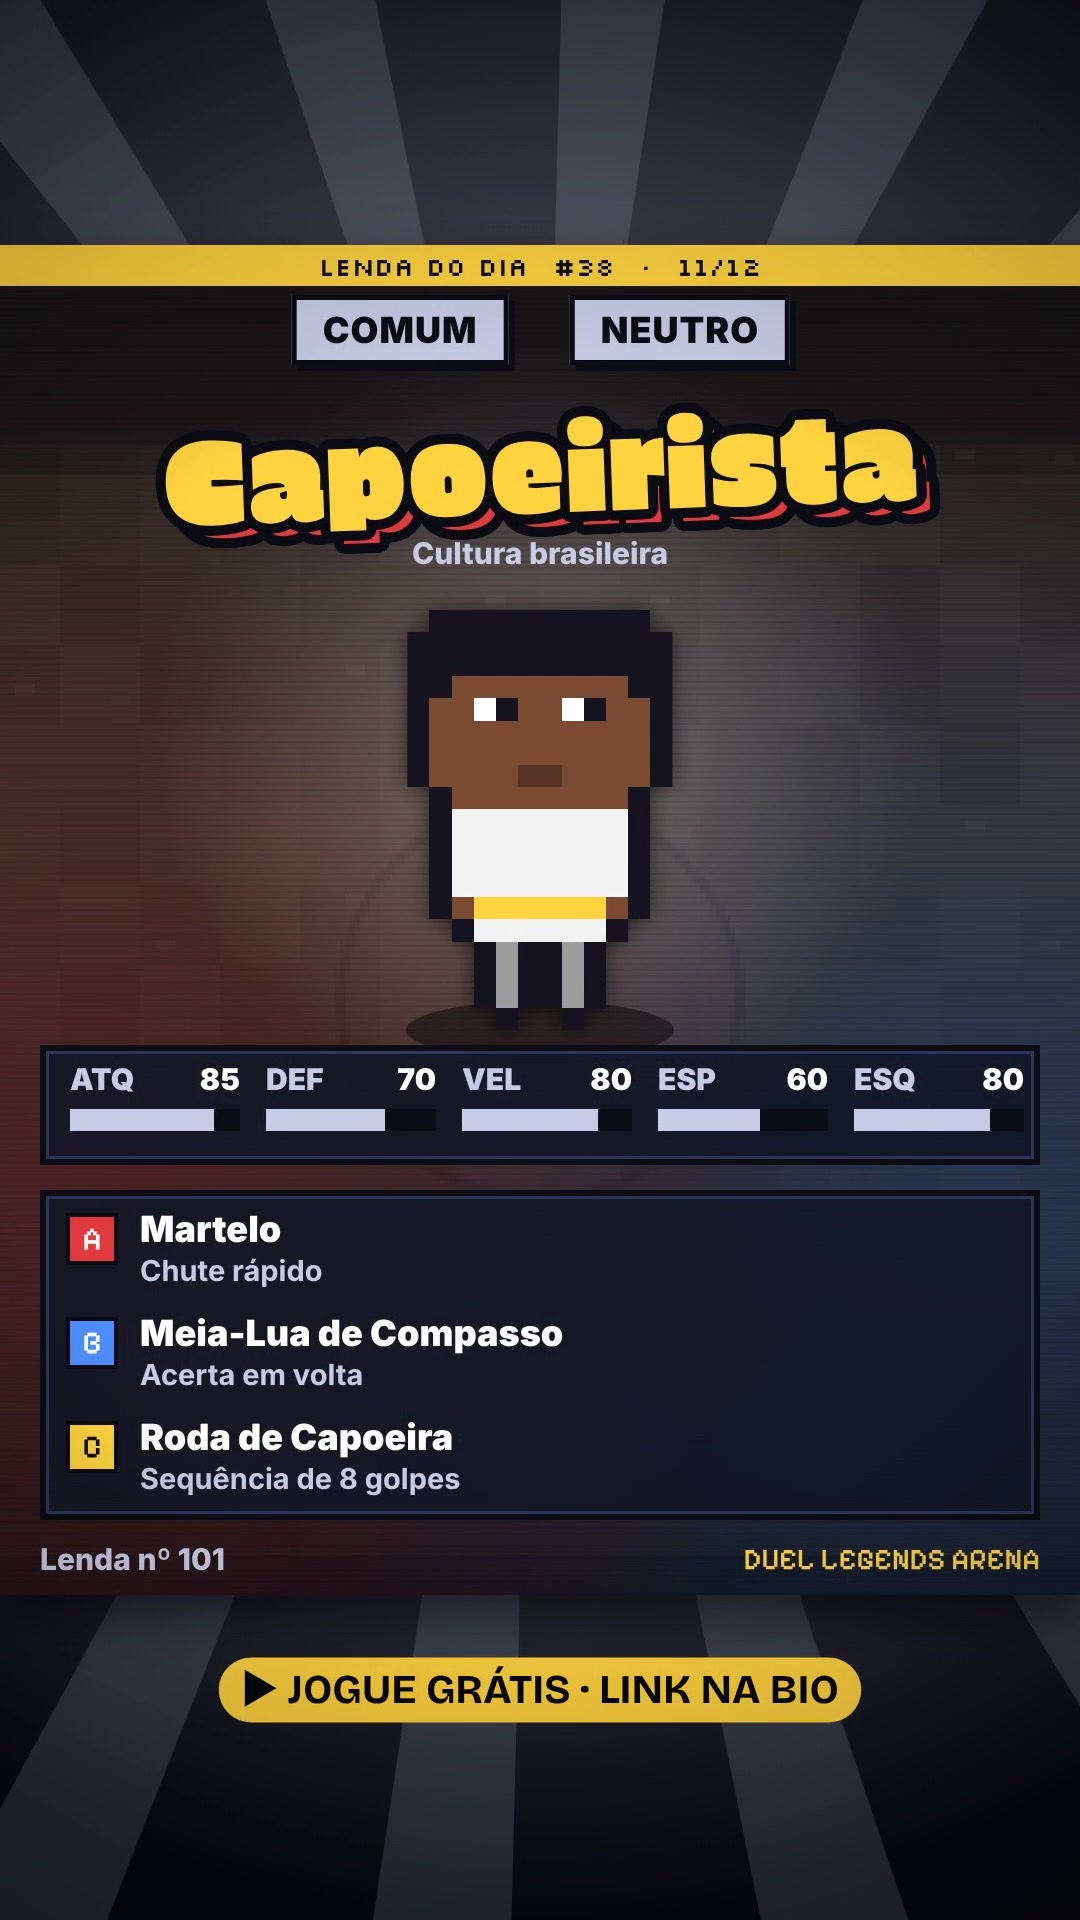 LENDA DO DIA #38 · 11/12
COMUM NEUTRO
Capoeirista
Cultura brasileira
ATQ 85 DEF 70 VEL 80 ESP 60 ESQ 80
A Martelo
Chute rápido
B Meia-Lua de Compasso
Acerta em volta
C Roda de Capoeira
Sequência de 8 golpes
Lenda nº 101 DUEL LEGENDS ARENA
▶ JOGUE GRÁTIS · LINK NA BIO